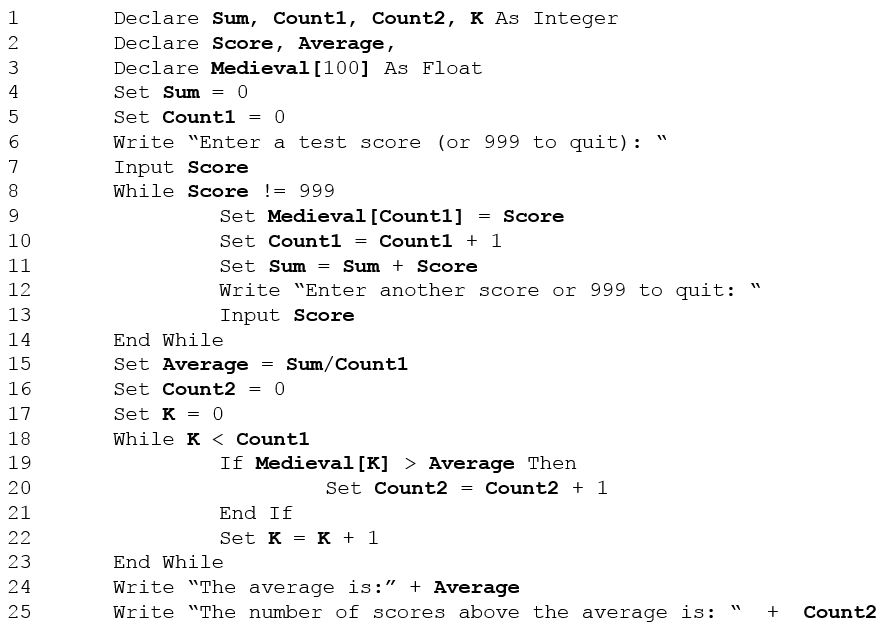 1 Declare Sum, Count1, Count2, K As Integer
2 Declare Score, Average,
3 Declare Medieval[100] As Float
4 Set Sum = 0
5 Set Count1 = 0
6 Write “Enter a test score (or 999 to quit): “
7 Input Score
8 While Score != 999
9 Set Medieval[Count1] = Score
10 Set Count1 = Count1 + 1
11 Set Sum = Sum + Score
12 Write “Enter another score or 999 to quit: “
13 Input Score
14 End While
15 Set Average = Sum/Count1
16 Set Count2 = 0
17 Set K = 0
18 While K < Count1
19 If Medieval[K] > Average Then
20 Set Count2 = Count2 + 1
21 End If
22 Set K = K + 1
23 End While
24 Write “The average is:” + Average
25 Write “The number of scores above the average is: “ + Count2